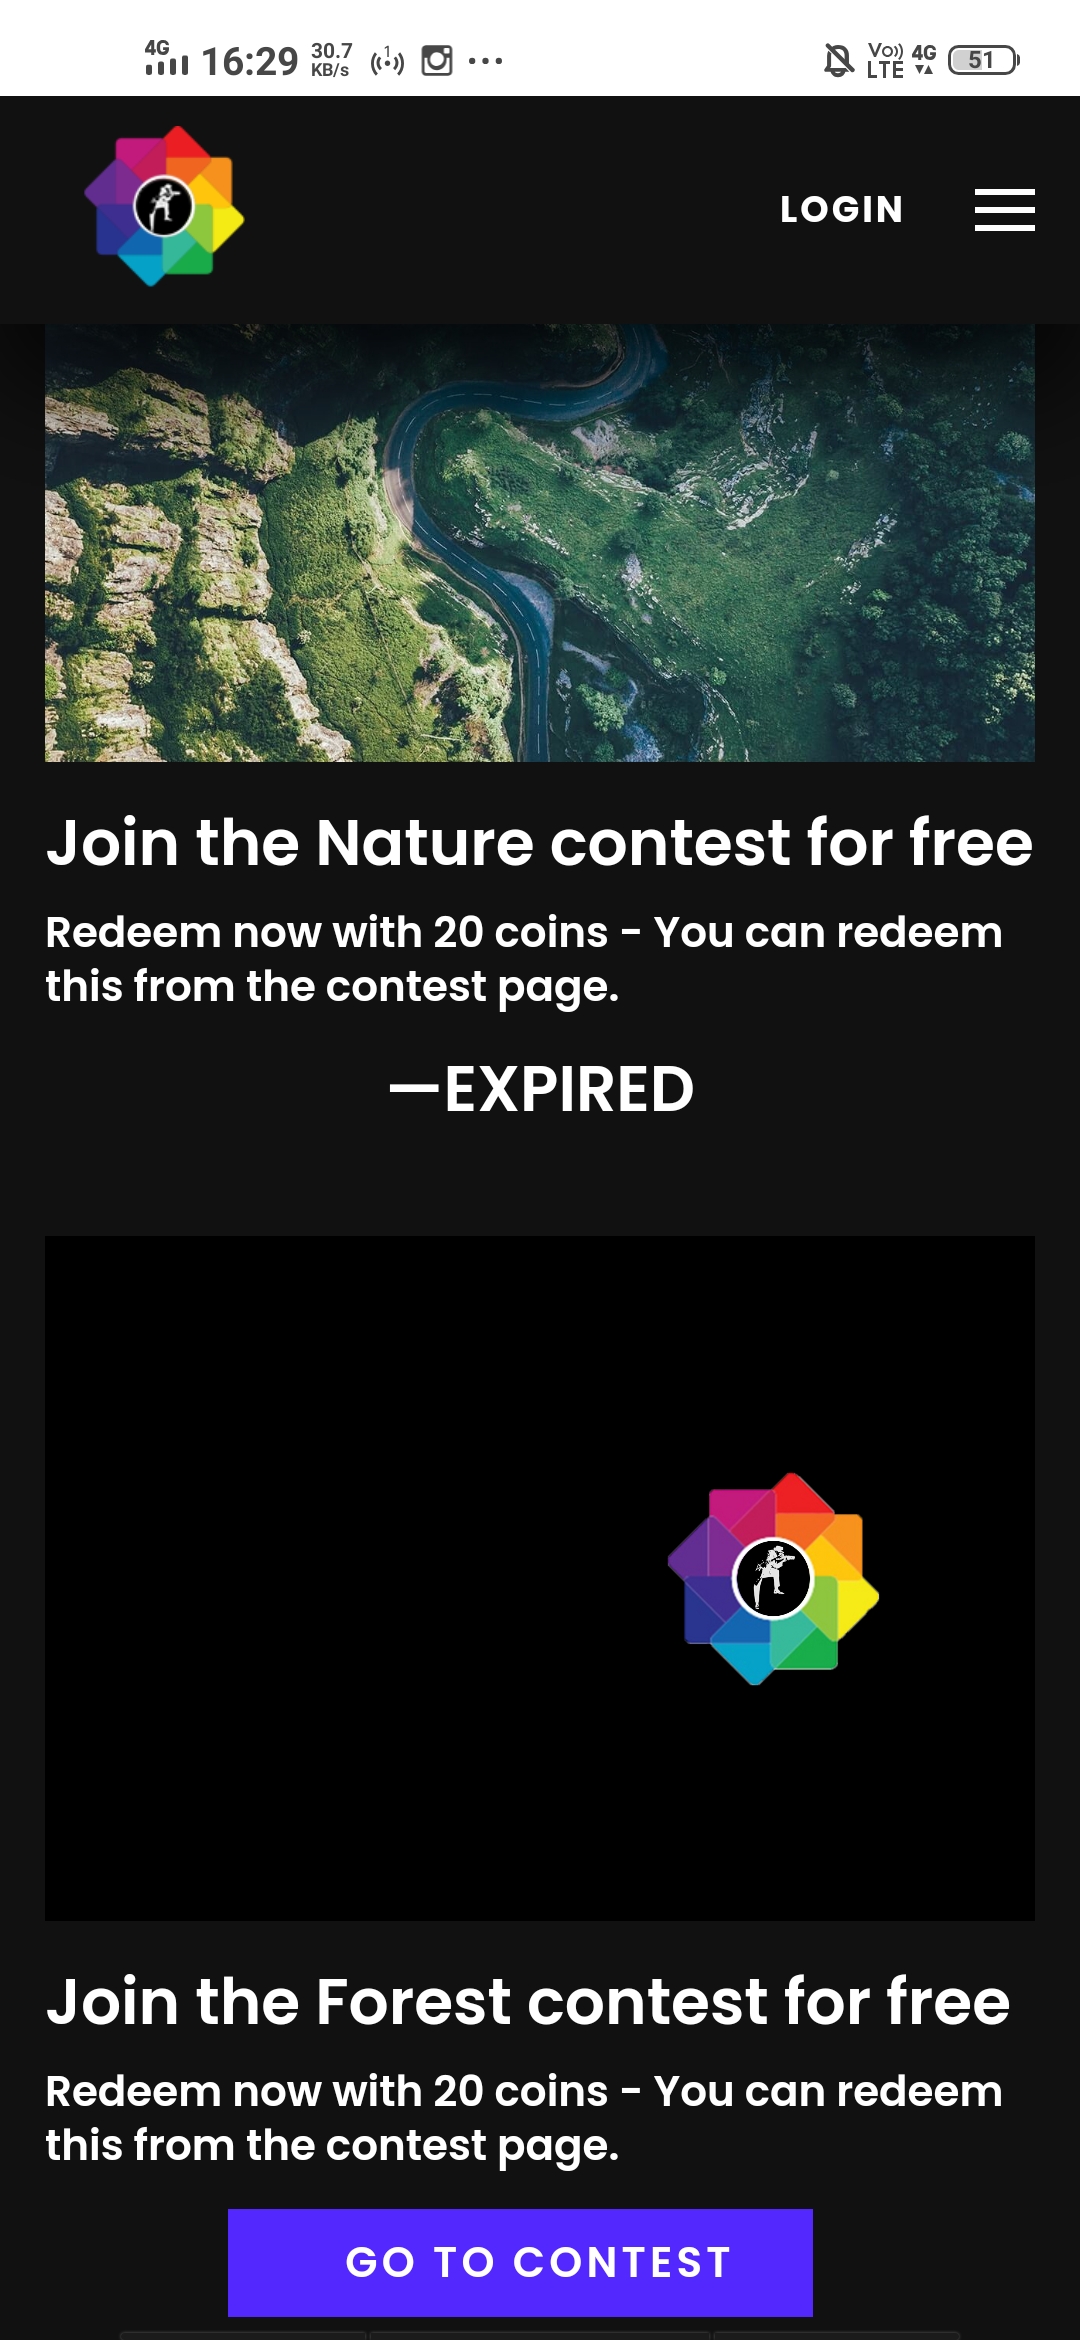 4G 16:29 30.7 KB/s 1 Vo)) LTE 4G 51
LOGIN
Join the Nature contest for free
Redeem now with 20 coins - You can redeem
this from the contest page.
—EXPIRED
Join the Forest contest for free
Redeem now with 20 coins - You can redeem
this from the contest page.
GO TO CONTEST